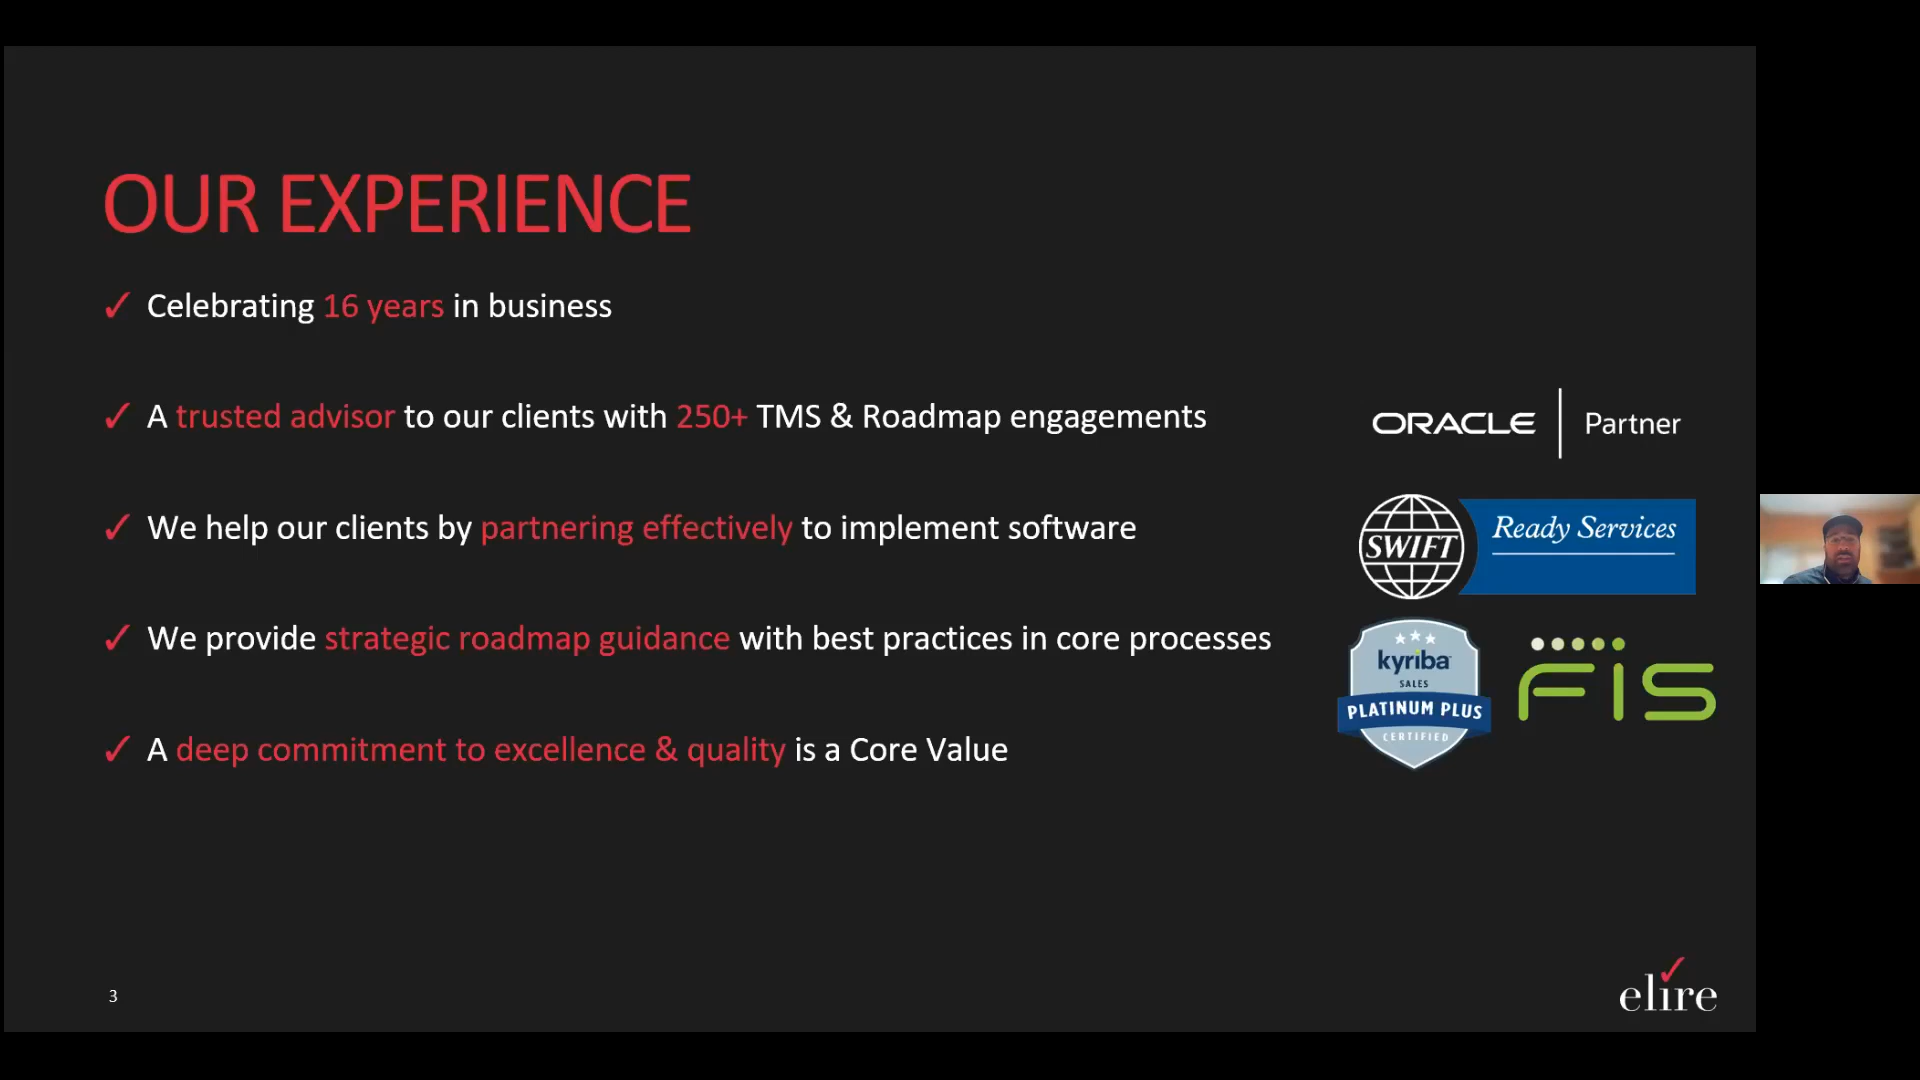 OUR EXPERIENCE
✓ Celebrating 16 years in business
✓ A trusted advisor to our clients with 250+ TMS & Roadmap engagements
✓ We help our clients by partnering effectively to implement software
✓ We provide strategic roadmap guidance with best practices in core processes
✓ A deep commitment to excellence & quality is a Core Value
ORACLE | Partner
SWIFT Ready Services
kyriba
SALES
PLATINUM PLUS
CERTIFIED
FIS
3
elire